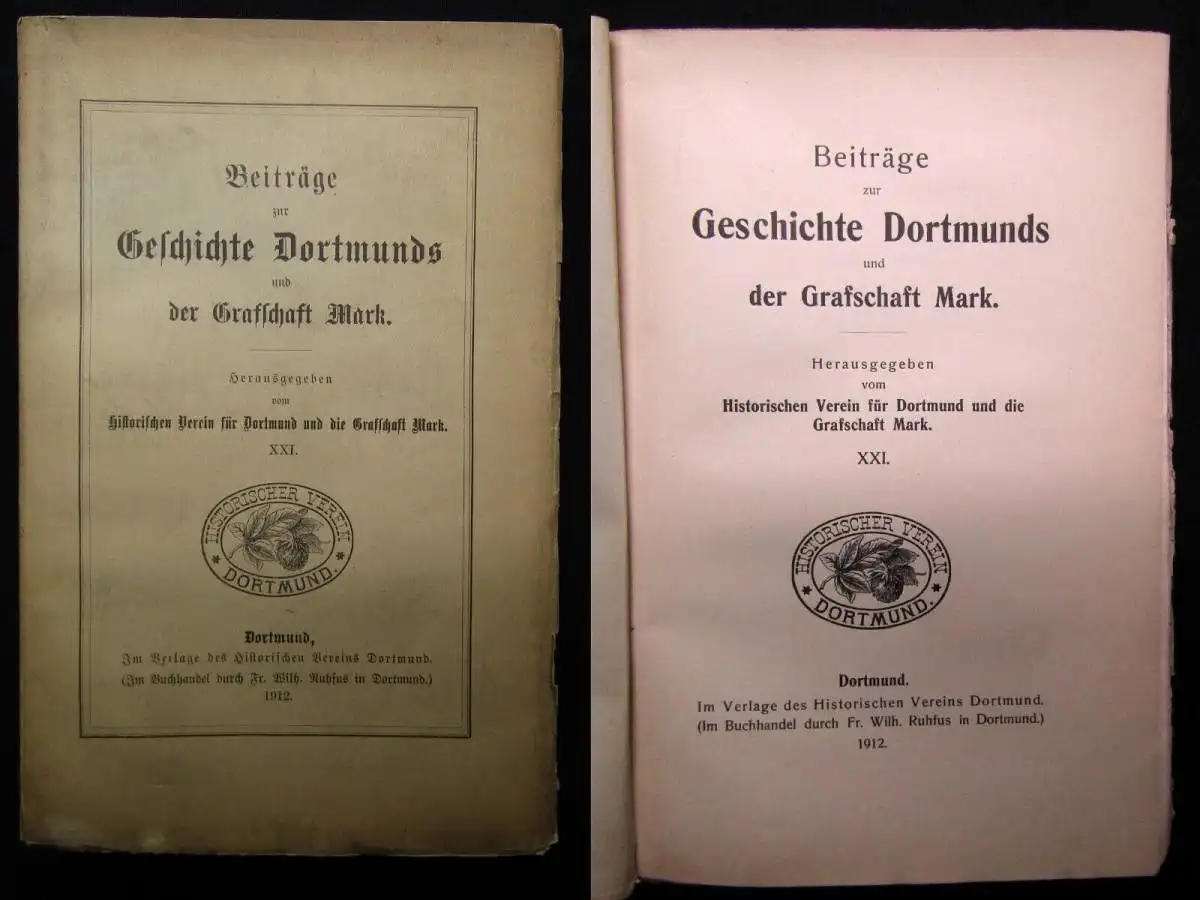 Beiträge
zur
Geschichte Dortmunds
und
der Grafschaft Mark.
Herausgegeben
vom
Historischen Verein für Dortmund und die Grafschaft Mark.
XXI.
HISTORISCHER VEREIN
* DORTMUND. *
Dortmund,
Im Verlage des Historischen Vereins Dortmund.
(Im Buchhandel durch Fr. Wilh. Ruhfus in Dortmund.)
1912.
Beiträge
zur
Geschichte Dortmunds
und
der Grafschaft Mark.
Herausgegeben
vom
Historischen Verein für Dortmund und die
Grafschaft Mark.
XXI.
HISTORISCHER VEREIN
* DORTMUND. *
Dortmund.
Im Verlage des Historischen Vereins Dortmund.
(Im Buchhandel durch Fr. Wilh. Ruhfus in Dortmund.)
1912.